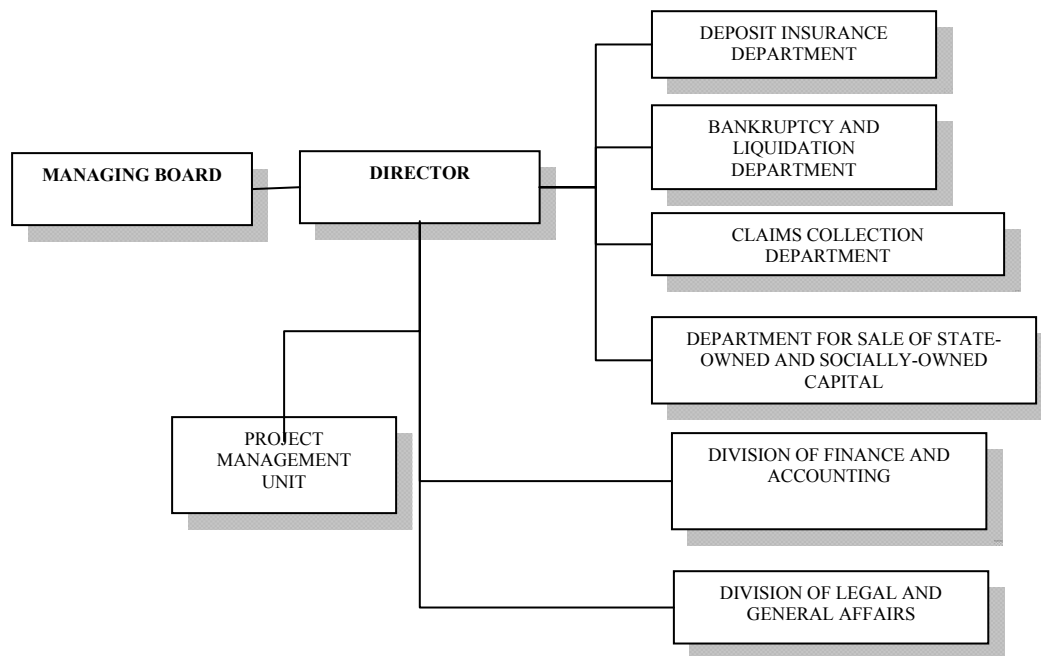 DEPOSIT INSURANCE
DEPARTMENT
BANKRUPTCY AND
LIQUIDATION
DEPARTMENT
MANAGING BOARD
DIRECTOR
CLAIMS COLLECTION
DEPARTMENT
DEPARTMENT FOR SALE OF STATE-
OWNED AND SOCIALLY-OWNED
CAPITAL
PROJECT
MANAGEMENT
UNIT
DIVISION OF FINANCE AND
ACCOUNTING
DIVISION OF LEGAL AND
GENERAL AFFAIRS